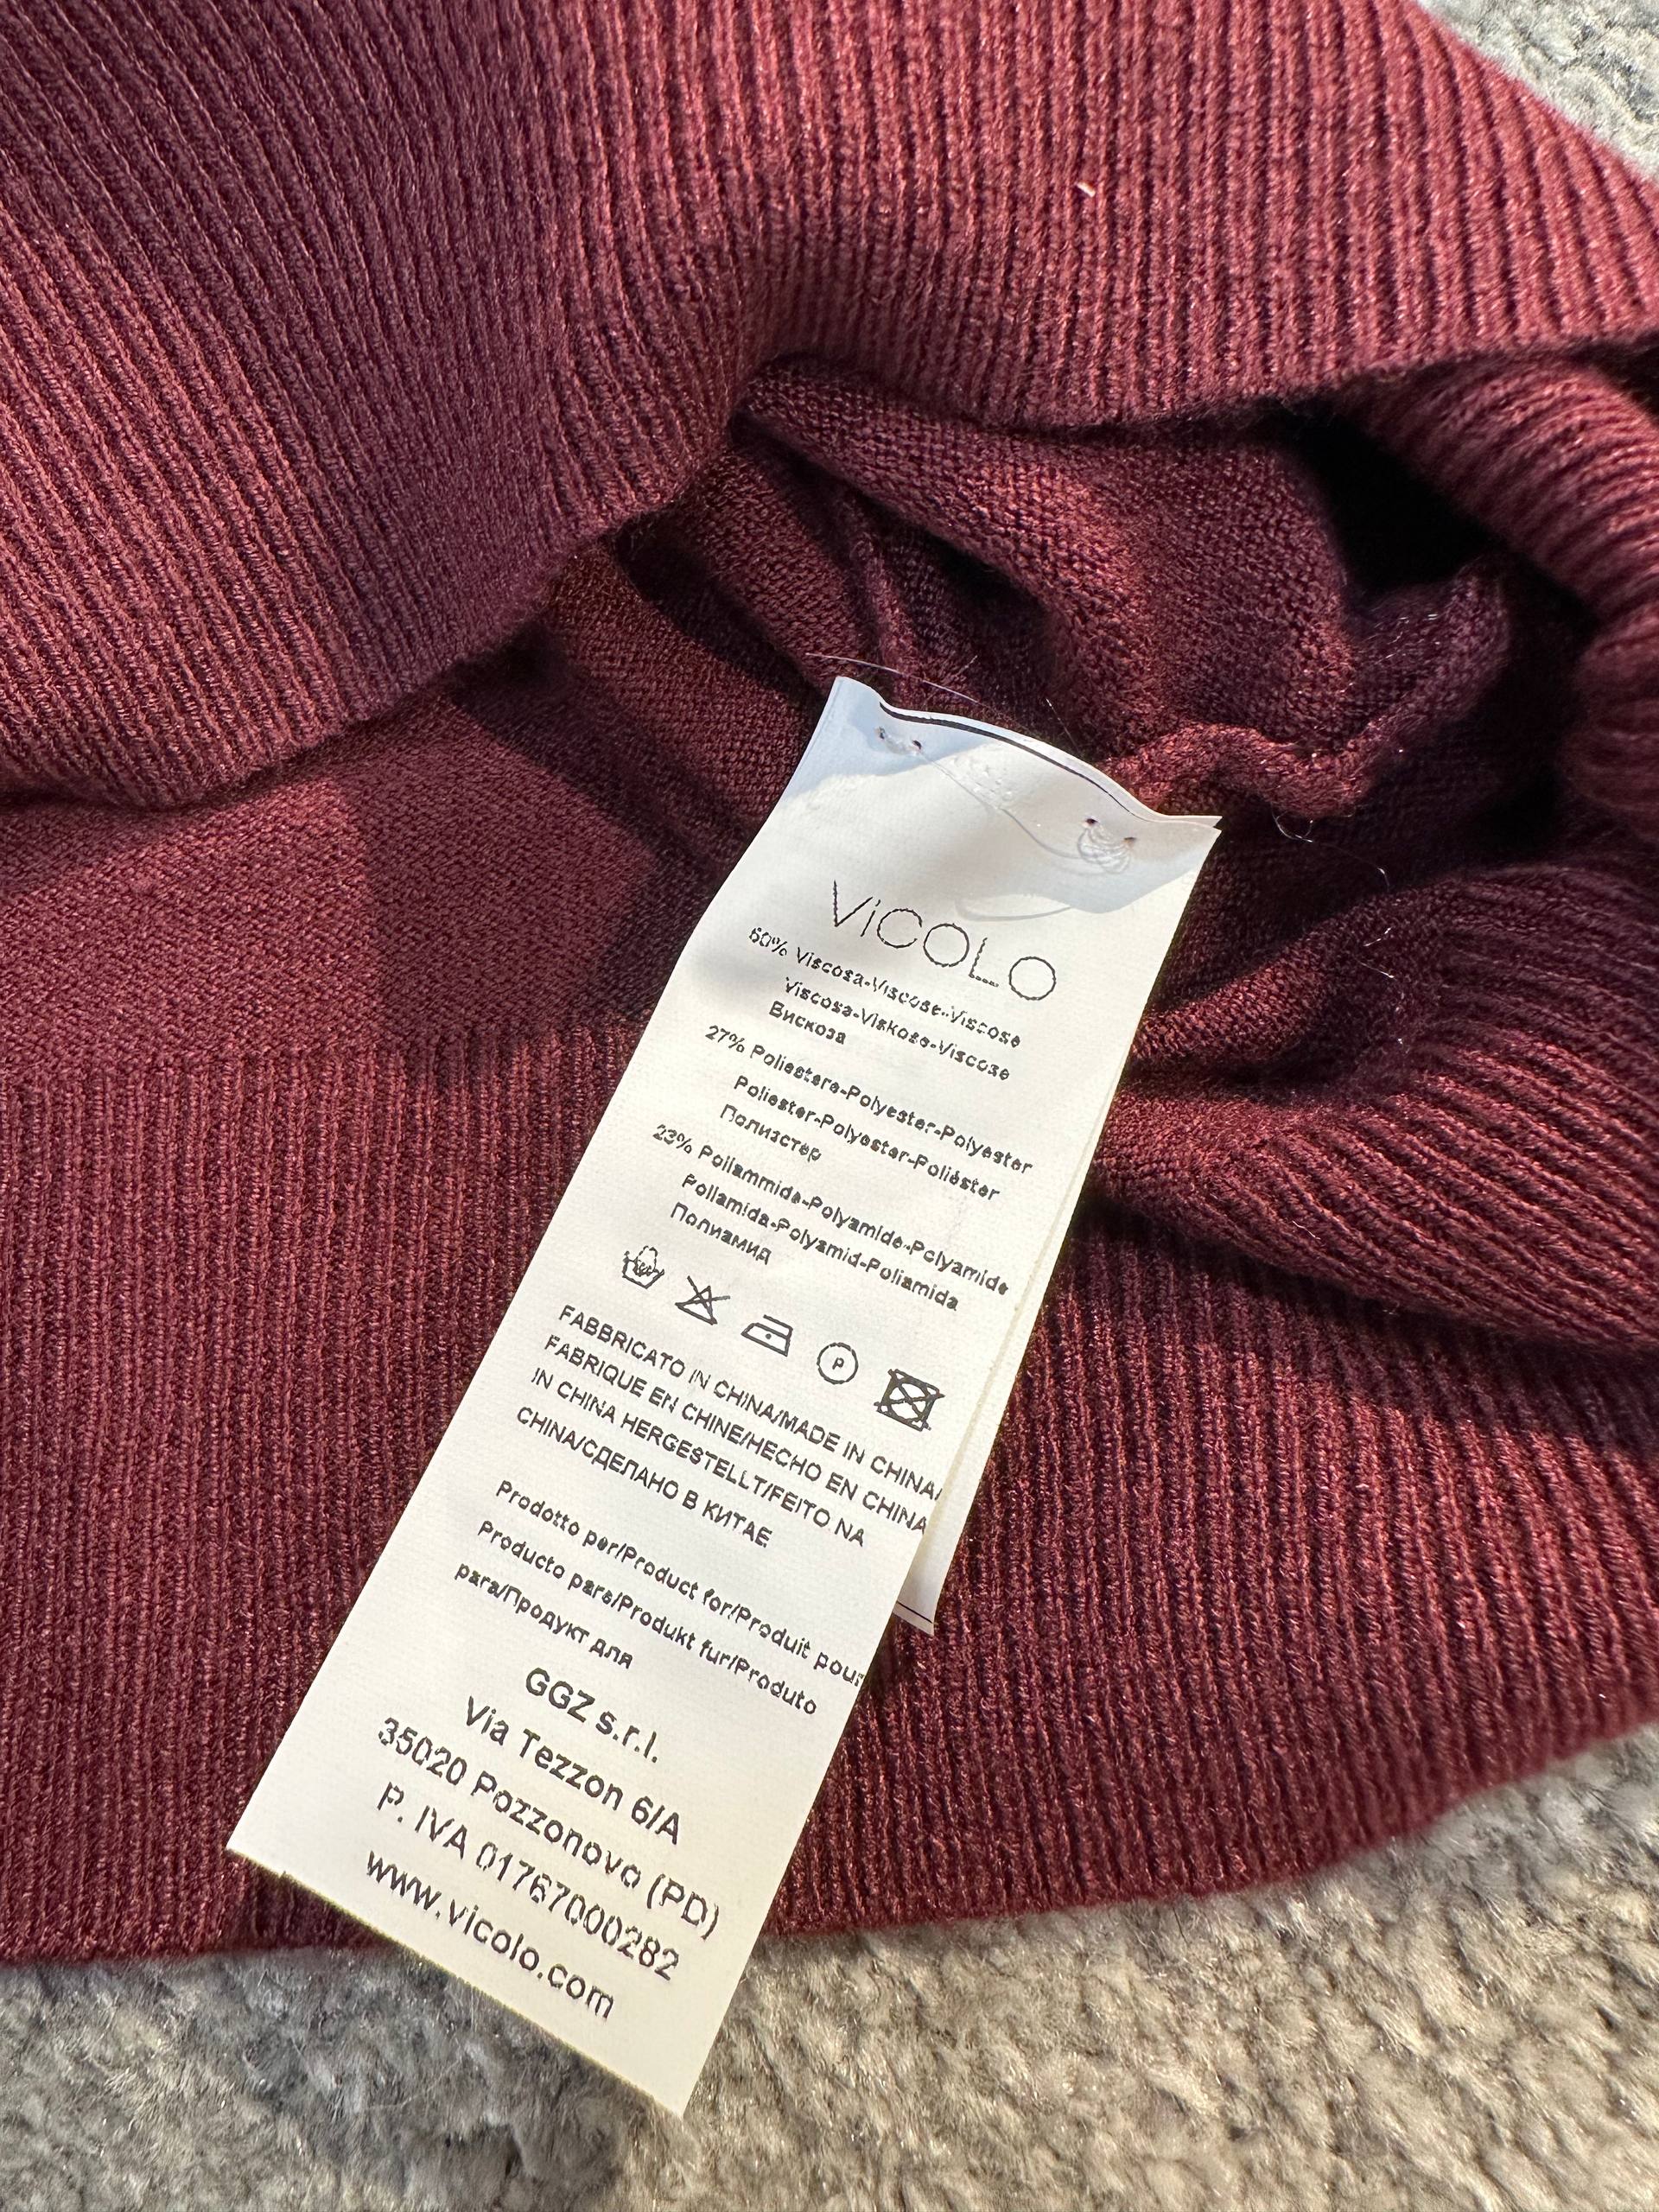 ViCOLO
60% Viscosa-Viscose-Viscose
Viscosa-Viskose-Viscose
Вискоза
27% Poliestere-Polyester-Polyester
Poliester-Polyester-Poliéster
Полиэстер
23% Poliammide-Polyamide-Polyamide
Poliamida-Polyamid-Poliamida
Полиамид
P
FABBRICATO IN CHINA/MADE IN CHINA/
FABRIQUE EN CHINE/HECHO EN CHINA
IN CHINA HERGESTELLT/FEITO NA
CHINA/СДЕЛАНО В КИТАЕ
Prodotto per/Product for/Produit pour
Producto para/Produkt fur/Produto
para/Продукт для
GGZ s.r.l.
Via Tezzon 6/A
35020 Pozzonovo (PD)
P. IVA 01767000282
www.vicolo.com